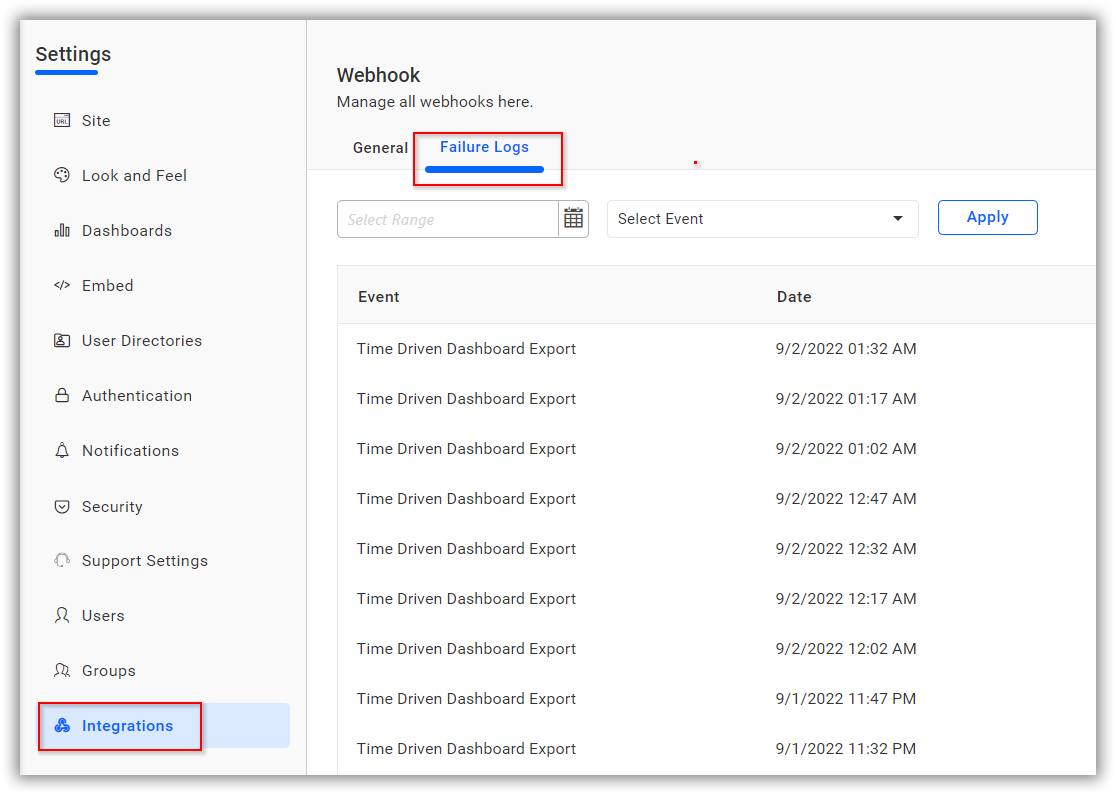 Settings
Site
Look and Feel
Dashboards
Embed
User Directories
Authentication
Notifications
Security
Support Settings
Users
Groups
Integrations
Webhook
Manage all webhooks here.
General Failure Logs
Select Range Select Event Apply
Event Date
Time Driven Dashboard Export 9/2/2022 01:32 AM
Time Driven Dashboard Export 9/2/2022 01:17 AM
Time Driven Dashboard Export 9/2/2022 01:02 AM
Time Driven Dashboard Export 9/2/2022 12:47 AM
Time Driven Dashboard Export 9/2/2022 12:32 AM
Time Driven Dashboard Export 9/2/2022 12:17 AM
Time Driven Dashboard Export 9/2/2022 12:02 AM
Time Driven Dashboard Export 9/1/2022 11:47 PM
Time Driven Dashboard Export 9/1/2022 11:32 PM